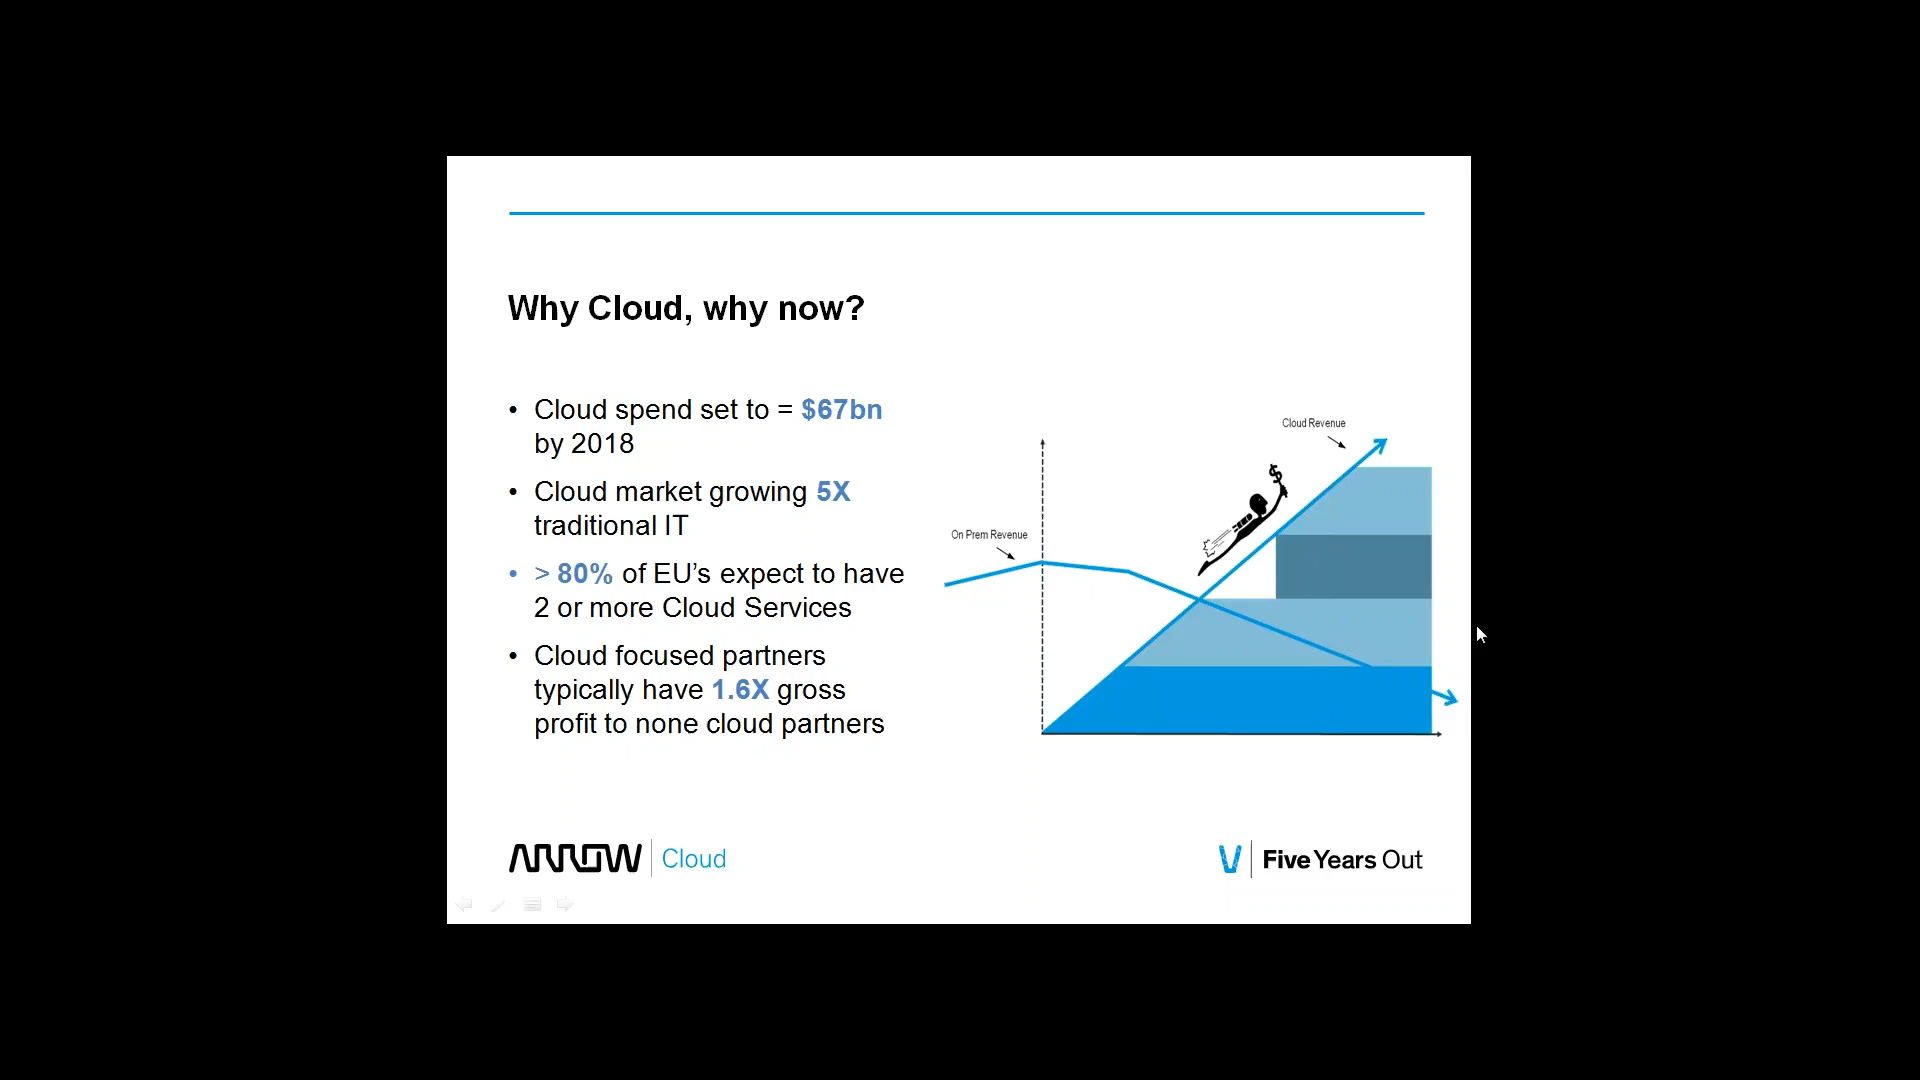 Why Cloud, why now?
• Cloud spend set to = $67bn
by 2018
• Cloud market growing 5X
traditional IT
• > 80% of EU’s expect to have
2 or more Cloud Services
• Cloud focused partners
typically have 1.6X gross
profit to none cloud partners
Cloud Revenue
$
On Prem Revenue
ARROW Cloud
Five Years Out